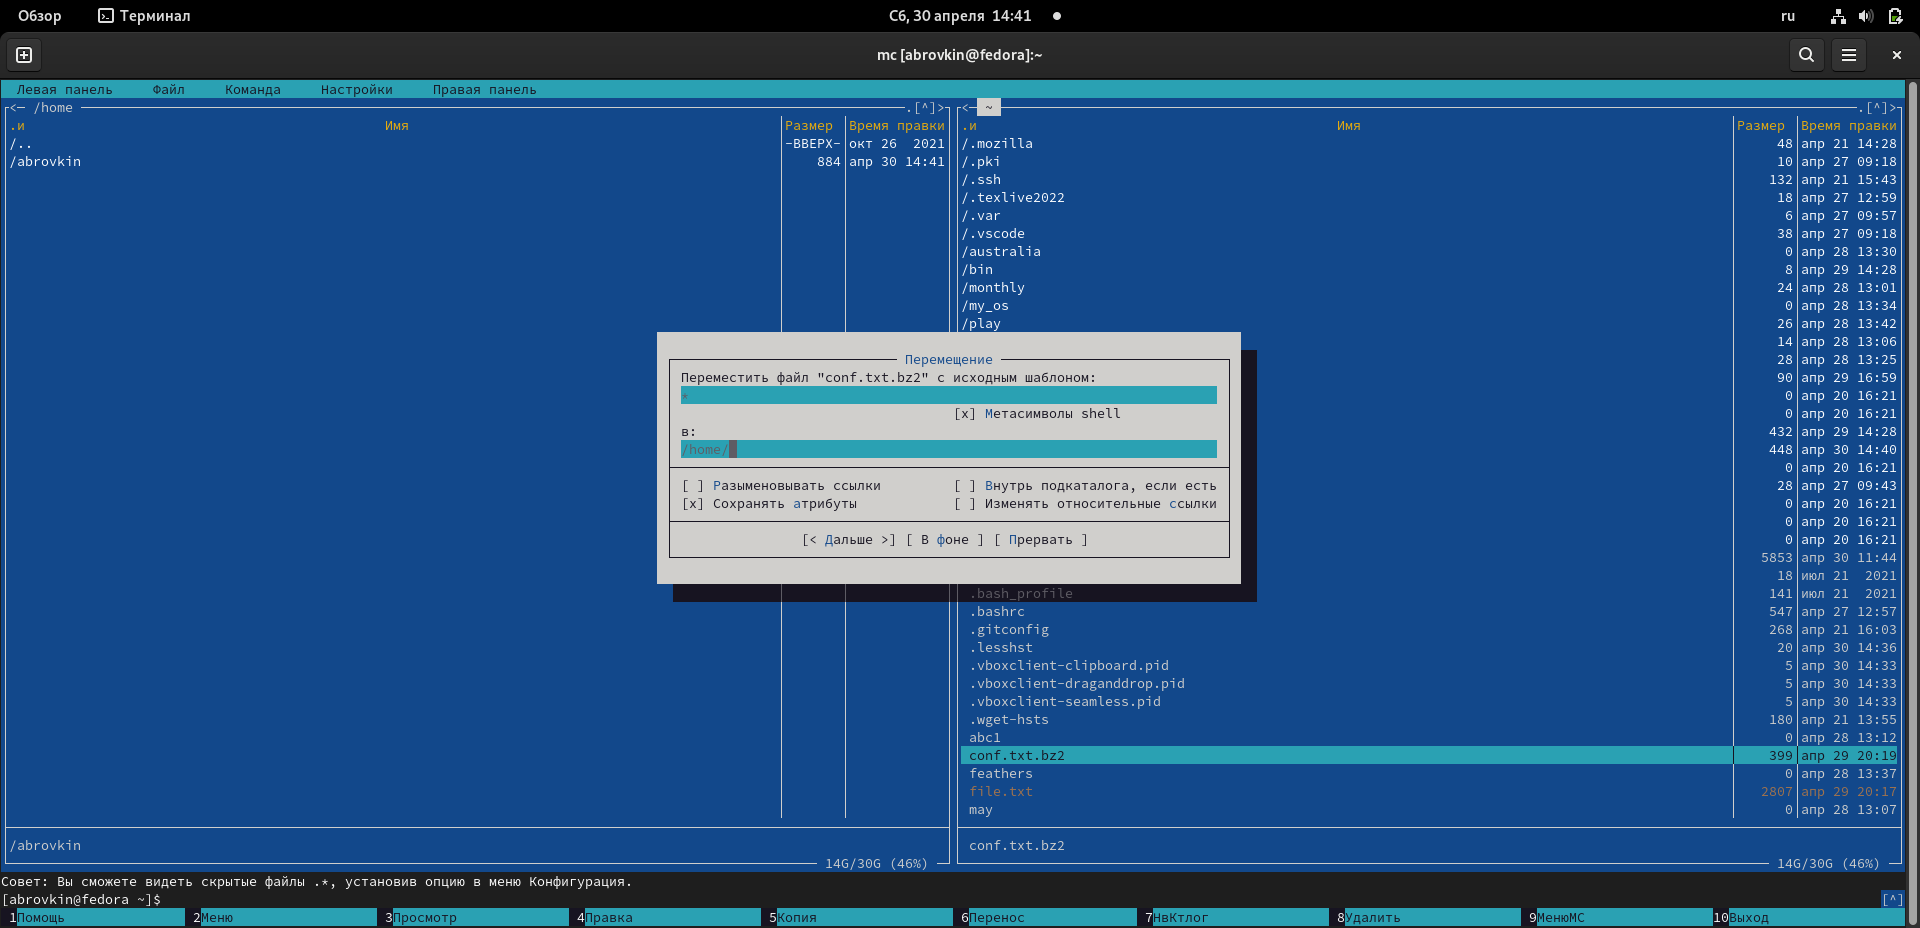 Обзор Терминал Сб, 30 апреля 14:41 ru
mc [abrovkin@fedora]:~
Левая панель Файл Команда Настройки Правая панель
<─ /home .[^]>
.и Имя Размер Время правки
/.. -ВВЕРХ- окт 26 2021
/abrovkin 884 апр 30 14:41
/abrovkin
14G/30G (46%)
<─ ~ .[^]>
.и Имя Размер Время правки
/.mozilla 48 апр 21 14:28
/.pki 10 апр 27 09:18
/.ssh 132 апр 21 15:43
/.texlive2022 18 апр 27 12:59
/.var 6 апр 27 09:57
/.vscode 38 апр 27 09:18
/australia 0 апр 28 13:30
/bin 8 апр 29 14:28
/monthly 24 апр 28 13:01
/my_os 0 апр 28 13:34
/play 26 апр 28 13:42
14 апр 28 13:06
28 апр 28 13:25
90 апр 29 16:59
0 апр 20 16:21
0 апр 20 16:21
432 апр 29 14:28
448 апр 30 14:40
0 апр 20 16:21
28 апр 27 09:43
0 апр 20 16:21
0 апр 20 16:21
0 апр 20 16:21
5853 апр 30 11:44
18 июл 21 2021
.bash_profile 141 июл 21 2021
.bashrc 547 апр 27 12:57
.gitconfig 268 апр 21 16:03
.lesshst 20 апр 30 14:36
.vboxclient-clipboard.pid 5 апр 30 14:33
.vboxclient-draganddrop.pid 5 апр 30 14:33
.vboxclient-seamless.pid 5 апр 30 14:33
.wget-hsts 180 апр 21 13:55
abc1 0 апр 28 13:12
conf.txt.bz2 399 апр 29 20:19
feathers 0 апр 28 13:37
file.txt 2807 апр 29 20:17
may 0 апр 28 13:07
conf.txt.bz2
14G/30G (46%)
Перемещение
Переместить файл "conf.txt.bz2" с исходным шаблоном:
*
[x] Метасимволы shell
в:
/home/
[ ] Разыменовывать ссылки [ ] Внутрь подкаталога, если есть
[x] Сохранять атрибуты [ ] Изменять относительные ссылки
[< Дальше >] [ В фоне ] [ Прервать ]
Совет: Вы сможете видеть скрытые файлы .*, установив опцию в меню Конфигурация.
[abrovkin@fedora ~]$ [^]
1Помощь 2Меню 3Просмотр 4Правка 5Копия 6Перенос 7НвКтлог 8Удалить 9МенюМС 10Выход